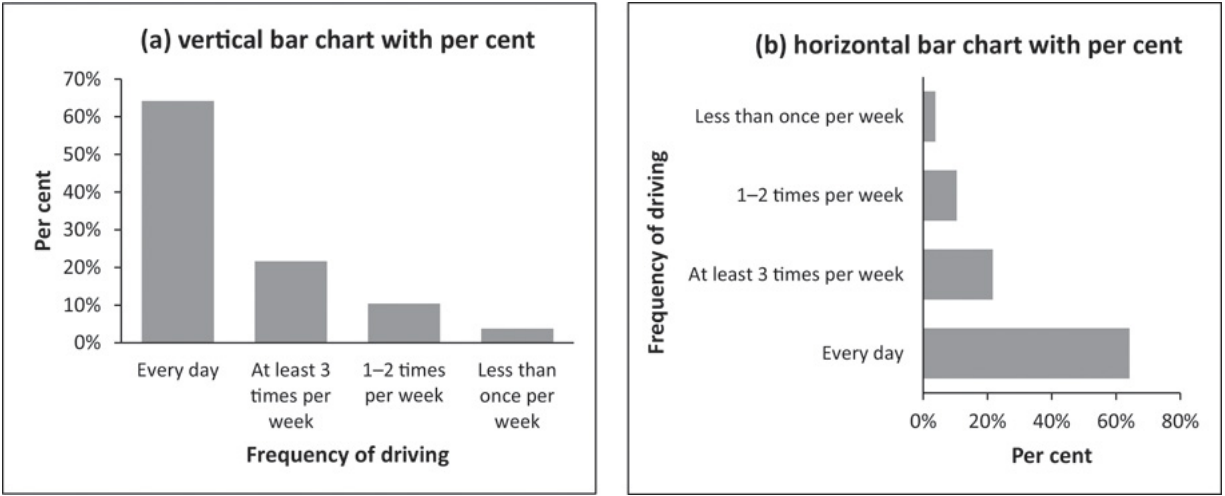 (a) vertical bar chart with per cent
70%
60%
50%
40%
30%
20%
10%
0%
Per cent
Every day
At least 3
times per
week
1–2 times
per week
Less than
once per
week
Frequency of driving
(b) horizontal bar chart with per cent
Frequency of driving
Less than once per week
1–2 times per week
At least 3 times per week
Every day
0% 20% 40% 60% 80%
Per cent